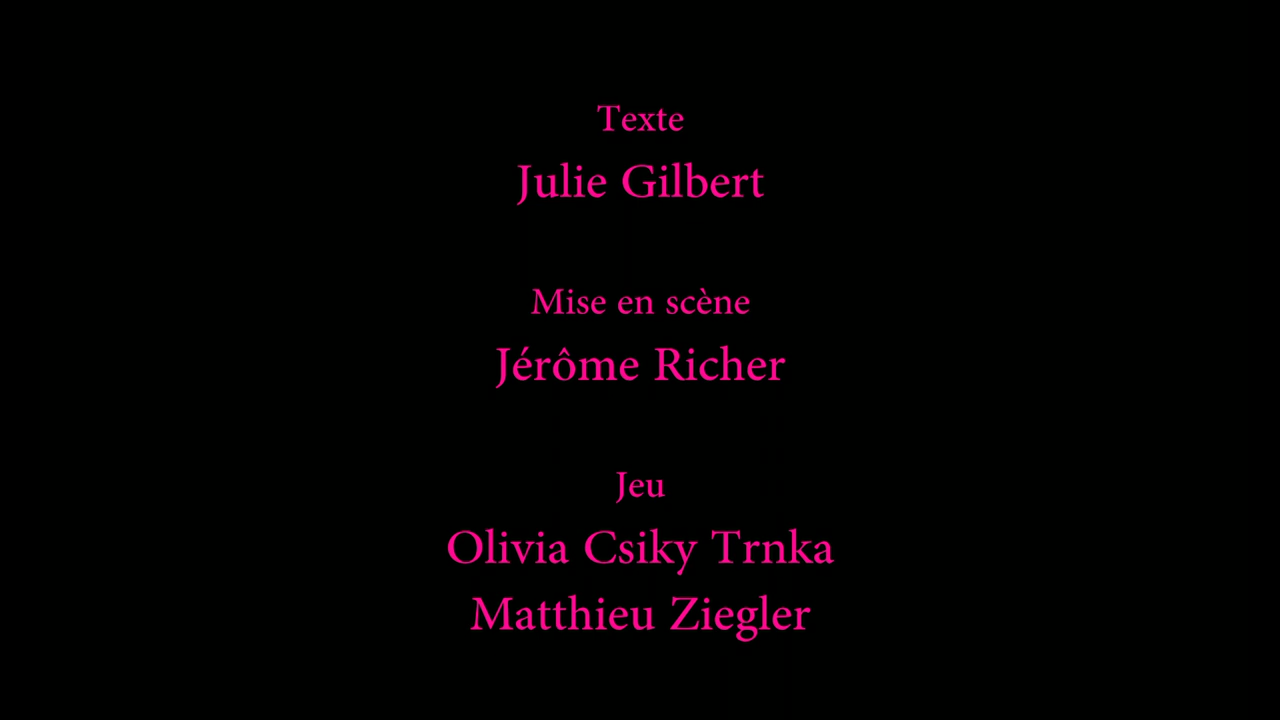 Texte
Julie Gilbert
Mise en scène
Jérôme Richer
Jeu
Olivia Csiky Trnka
Matthieu Ziegler